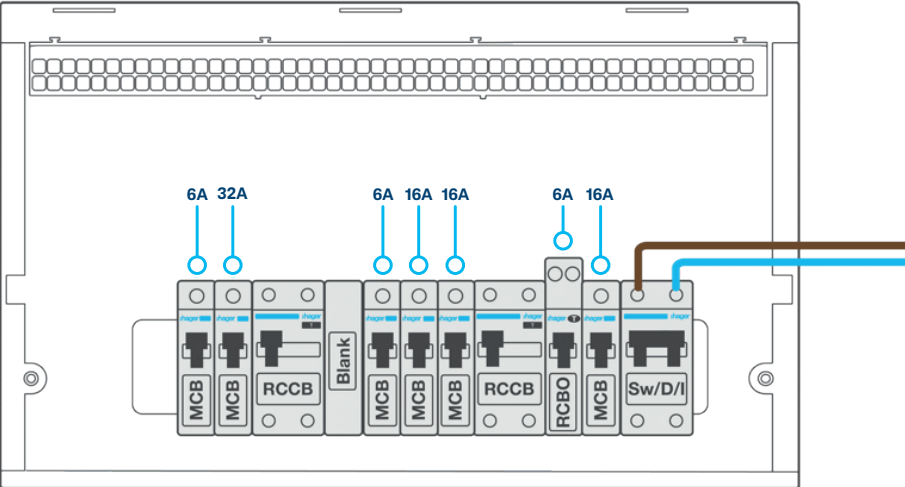 6A 32A 6A 16A 16A 6A 16A
hager hager hager hager hager hager hager hager hager
MCB MCB RCCB Blank MCB MCB MCB RCCB RCBO MCB Sw/D/I